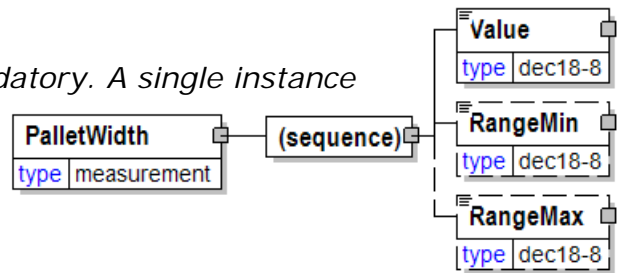 Value
type dec18-8
datory. A single instance
RangeMin
PalletWidth
(sequence)
type measurement
type dec18-8
RangeMax
type dec18-8